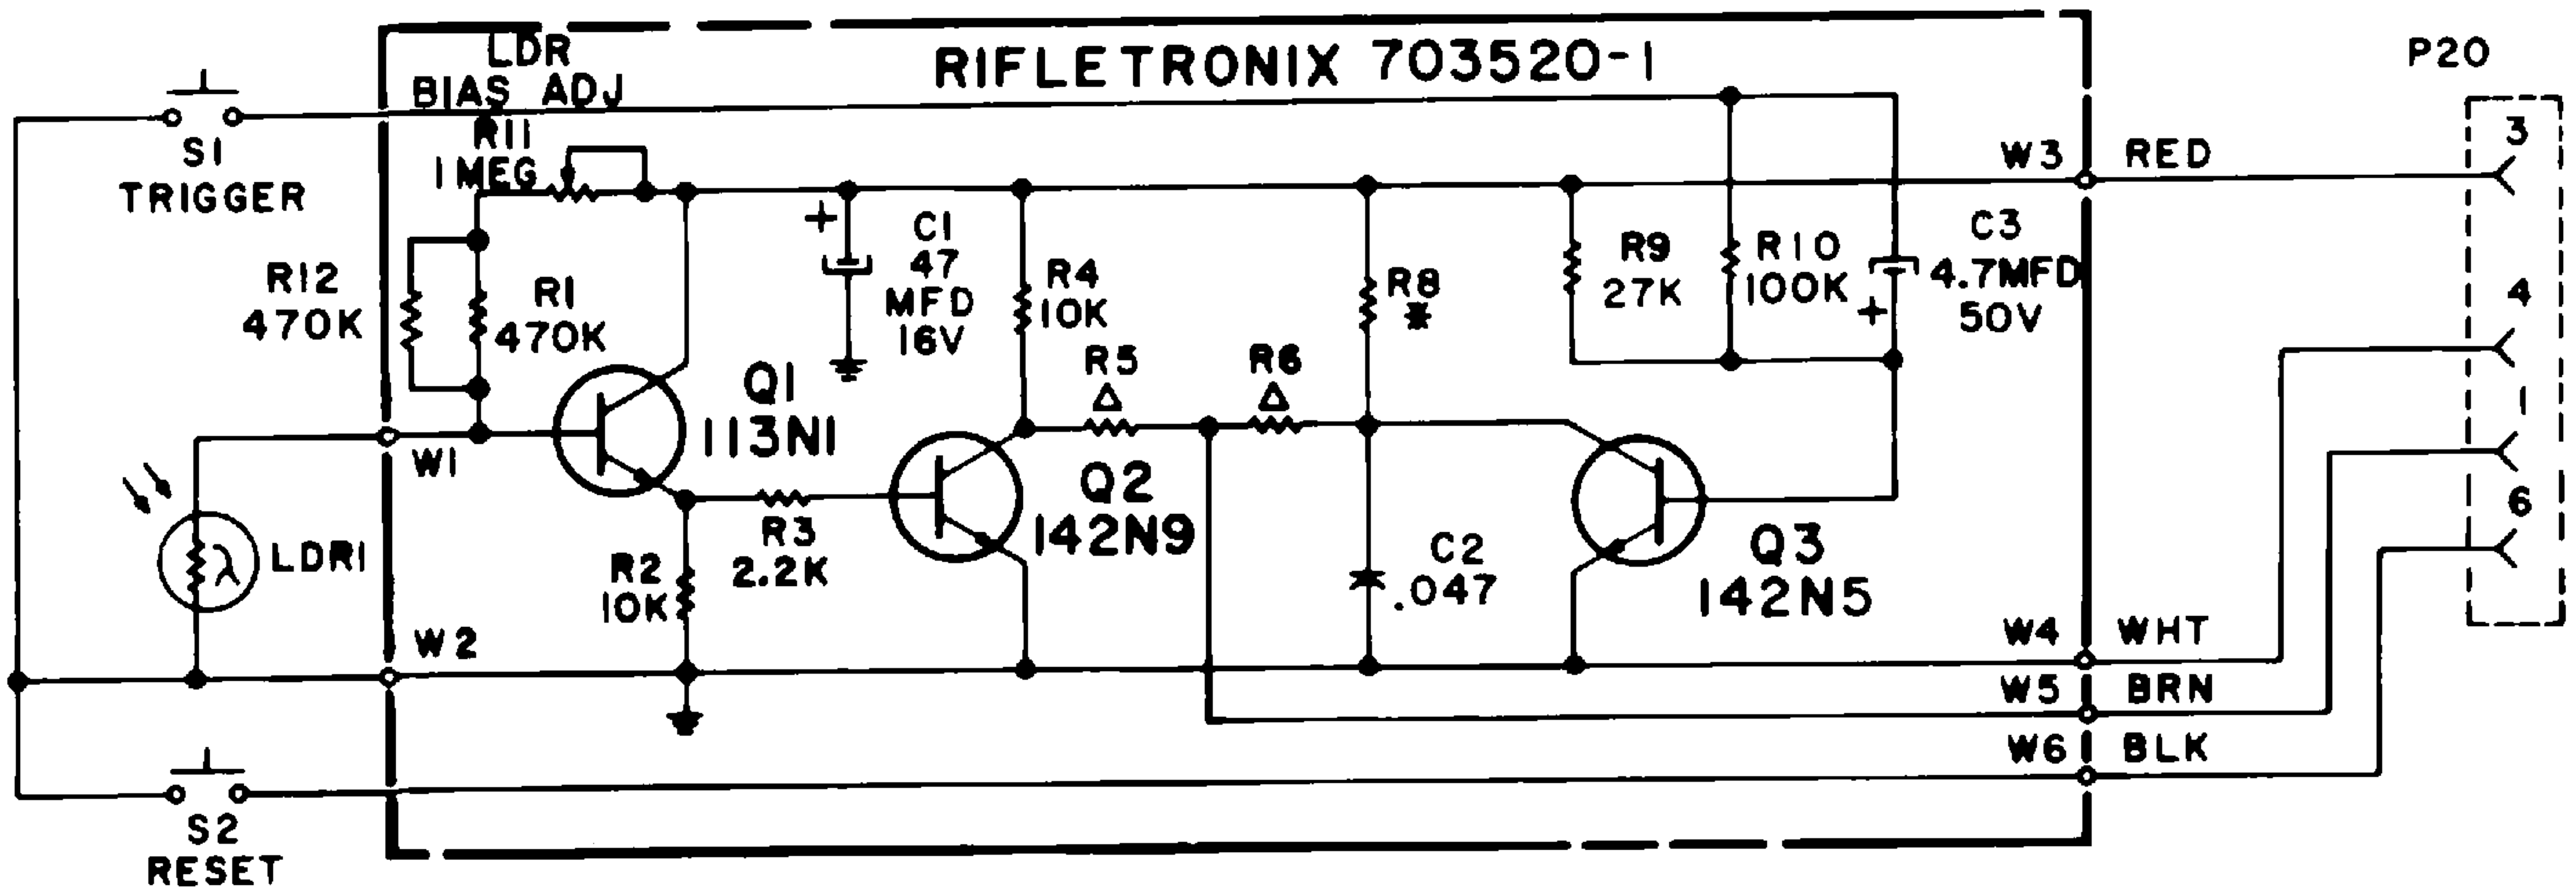 RIFLETRONIX 703520-1
P20
LDR
BIAS ADJ
R11
1 MEG
S1
TRIGGER
R12
470K
R1
470K
C1
47
MFD
16V
+
R4
10K
R8
*
R9
27K
R10
100K
C3
4.7MFD
50V
+
W3 RED
3
4
1
6
Q1
113N1
R5
Δ
R6
Δ
W1
LDR1
λ
R2
10K
R3
2.2K
Q2
142N9
C2
.047
Q3
142N5
W2
W4 WHT
W5 BRN
W6 BLK
S2
RESET